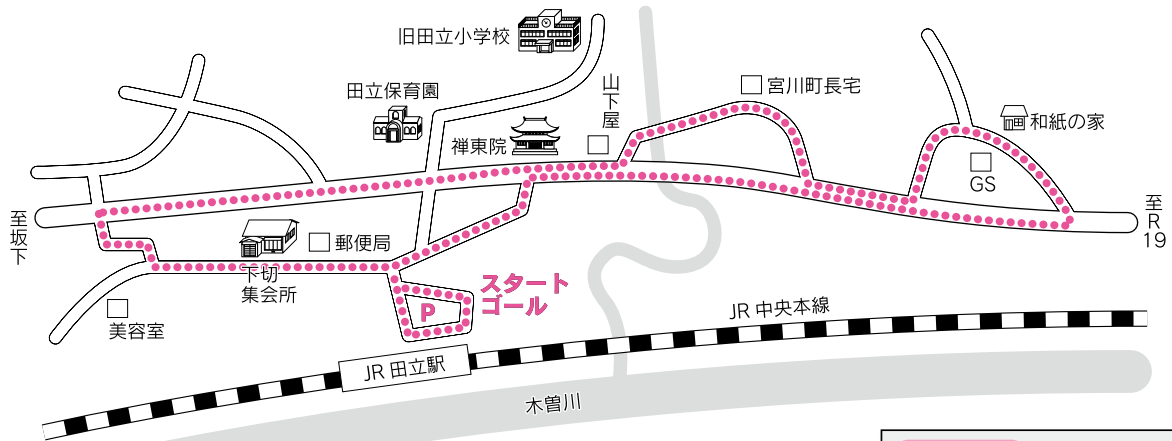 旧田立小学校
田立保育園
山下屋
宮川町長宅
禅東院
和紙の家
GS
至坂下
至R19
郵便局
下切
集会所
スタート
ゴール
P
美容室
JR 中央本線
JR 田立駅
木曽川